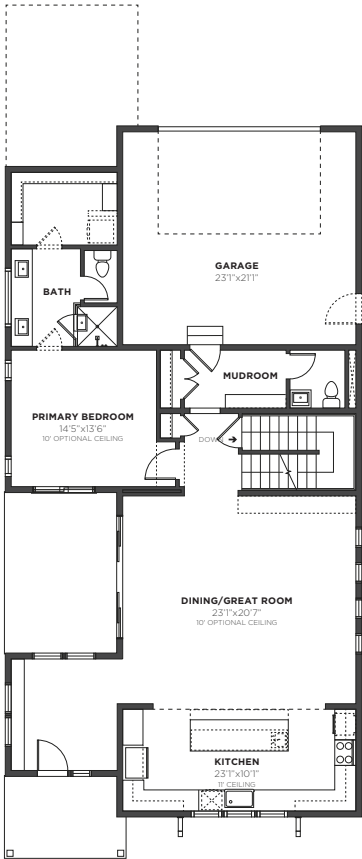 GARAGE
23'1"x21'1"
BATH
MUDROOM
PRIMARY BEDROOM
14'5"x13'6"
10' OPTIONAL CEILING
DOWN
DINING/GREAT ROOM
23'1"x20'7"
10' OPTIONAL CEILING
KITCHEN
23'1"x10'1"
11' CEILING